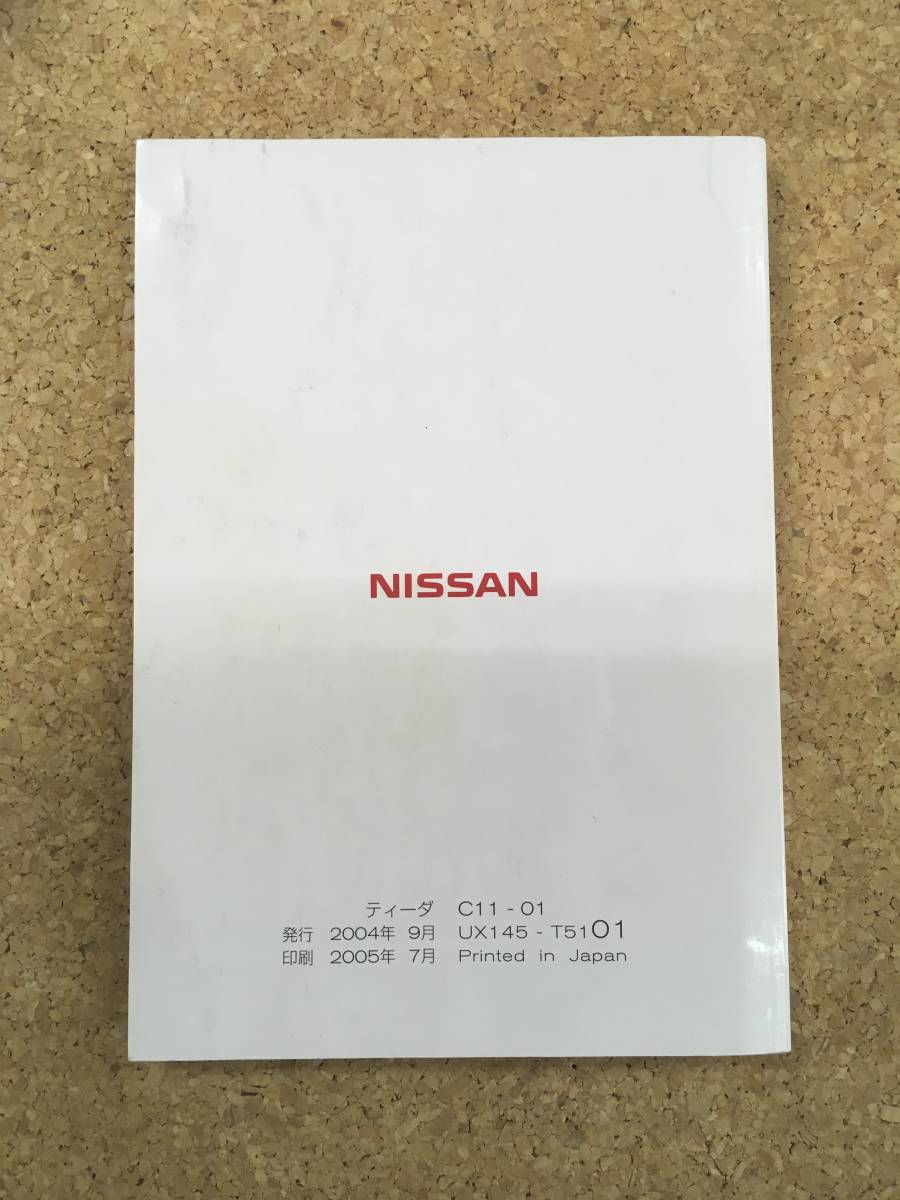 NISSAN
ティーダ C11 - 01
発行 2004年 9月 UX145 - T5101
印刷 2005年 7月 Printed in Japan